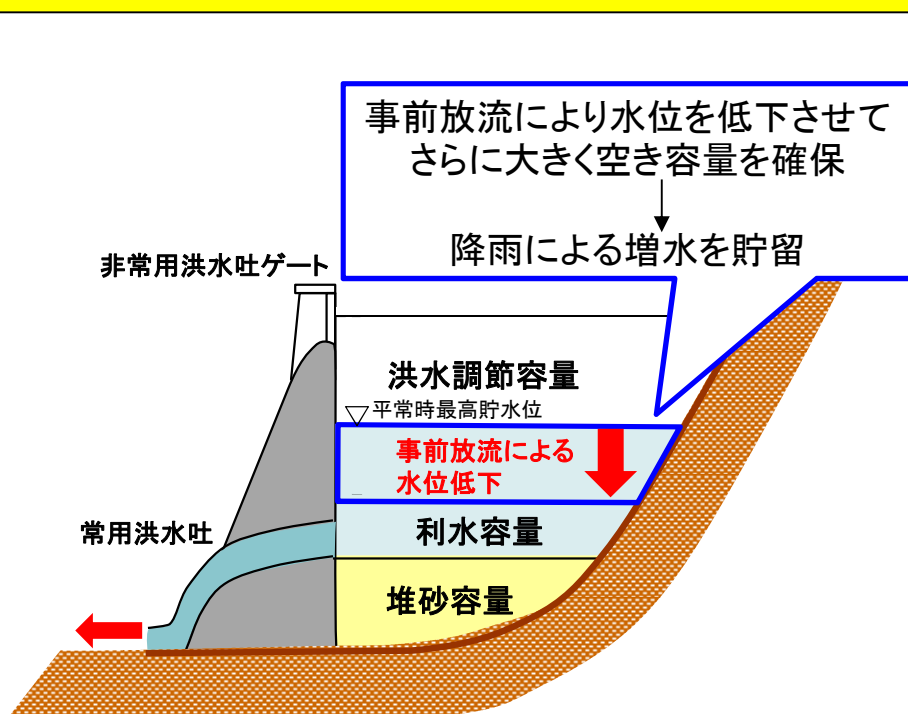 事前放流により水位を低下させて
さらに大きく空き容量を確保
降雨による増水を貯留
非常用洪水吐ゲート
洪水調節容量
平常時最高貯水位
事前放流による
水位低下
常用洪水吐
利水容量
堆砂容量